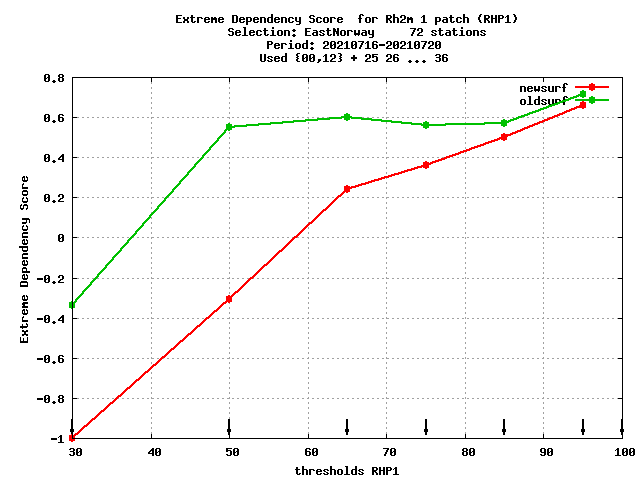 Extreme Dependency Score  for Rh2m 1 patch (RHP1)
Selection: EastNorway     72 stations
Period: 20210716-20210720
Used {00,12} + 25 26 ... 36
0.8
newsurf
oldsurf
0.6
0.4
0.2
0
-0.2
-0.4
-0.6
-0.8
-1
Extreme Dependency Score
30 40 50 60 70 80 90 100
thresholds RHP1